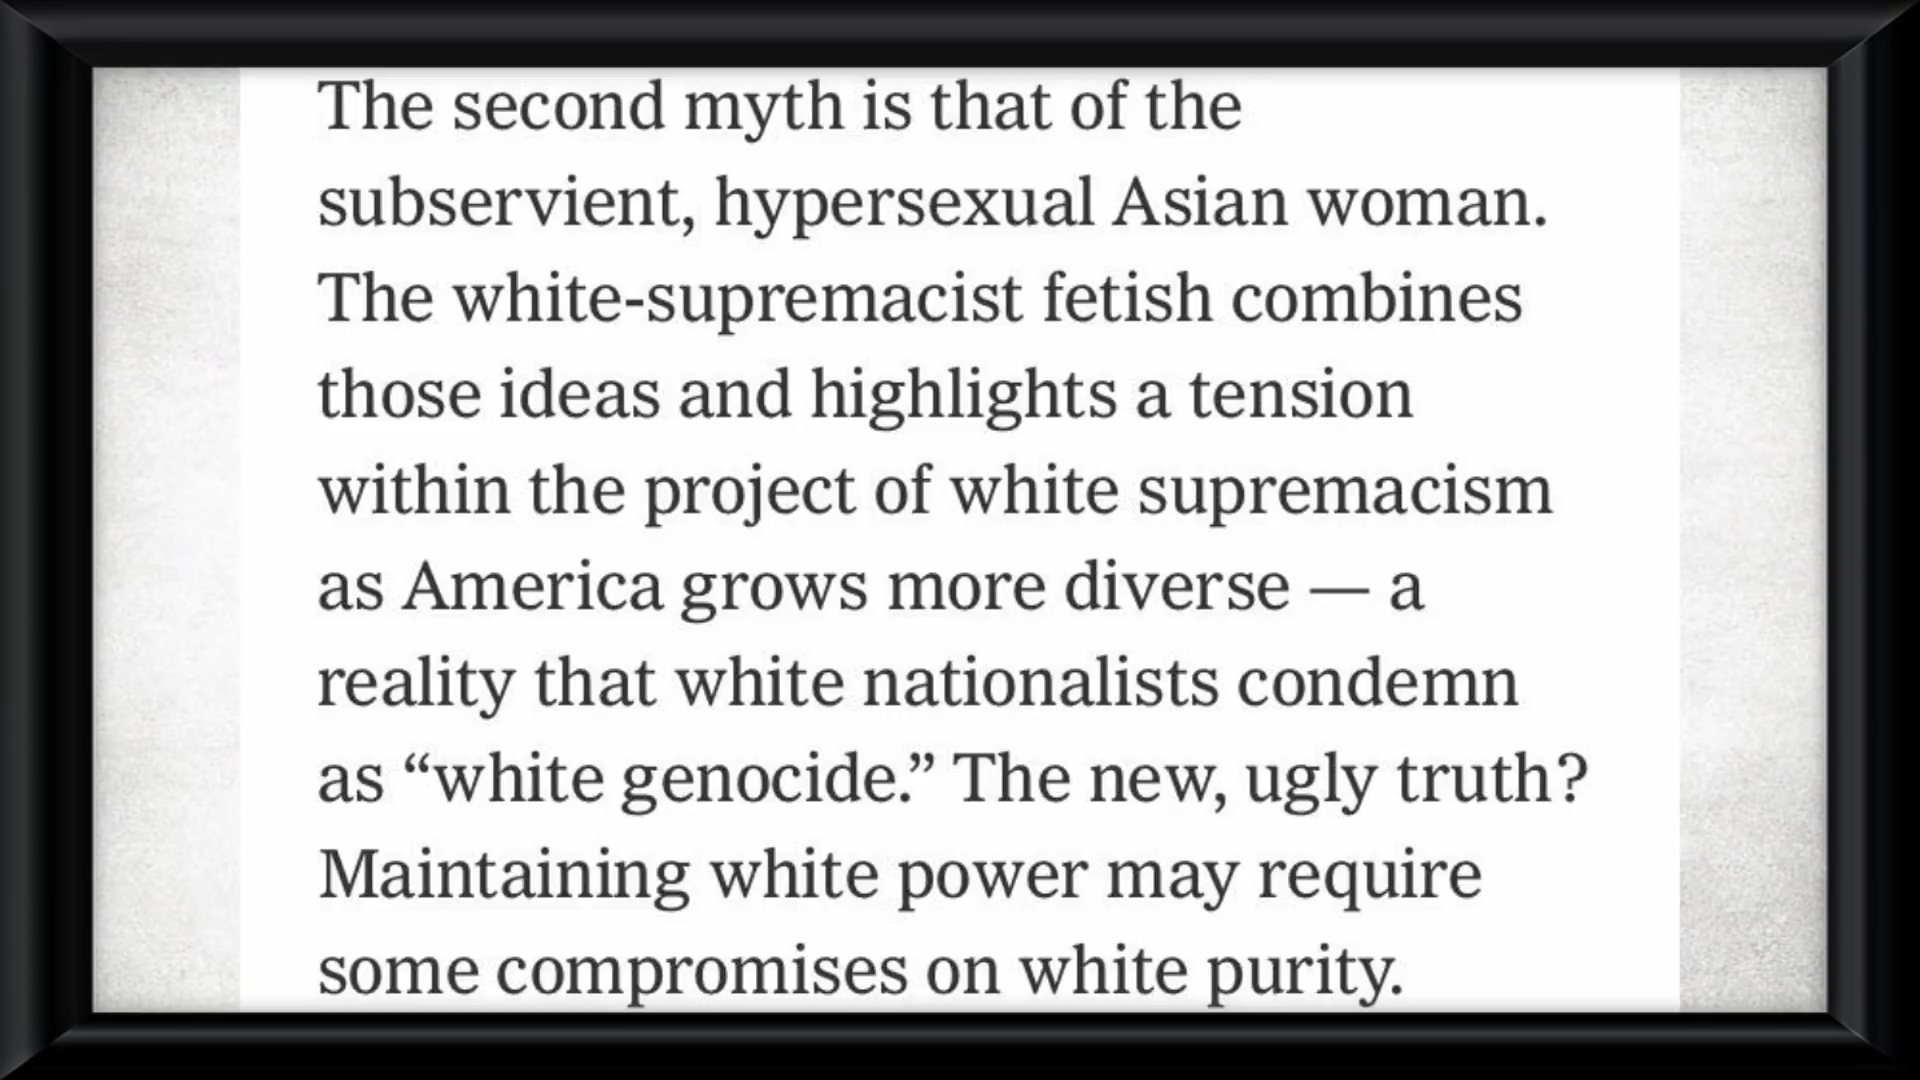 The second myth is that of the
subservient, hypersexual Asian woman.
The white-supremacist fetish combines
those ideas and highlights a tension
within the project of white supremacism
as America grows more diverse — a
reality that white nationalists condemn
as “white genocide.” The new, ugly truth?
Maintaining white power may require
some compromises on white purity.